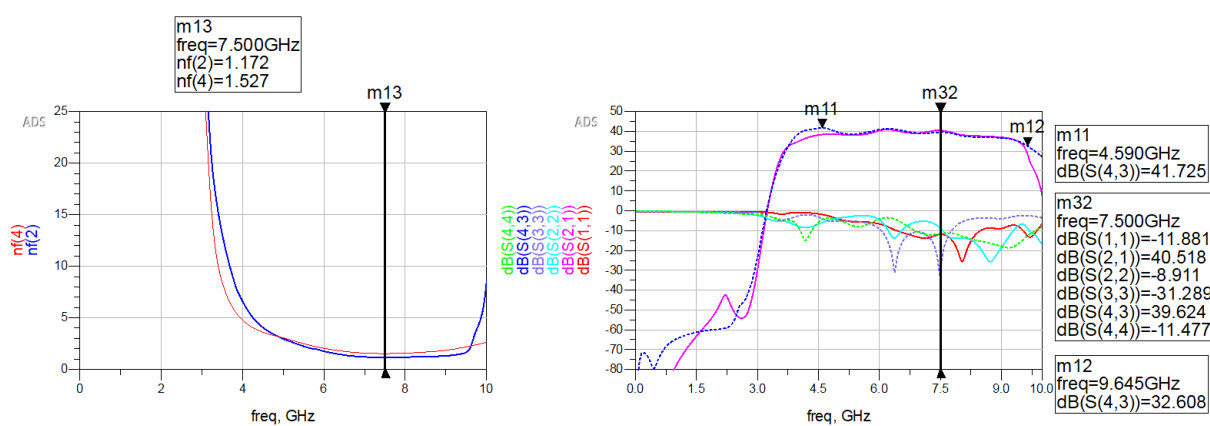 m13
freq=7.500GHz
nf(2)=1.172
nf(4)=1.527
m13
ADS
25
20
15
10
5
0
nf(4)
nf(2)
0 2 4 6 8 10
freq, GHz
m11
m32
m12
ADS
50
40
30
20
10
0
-10
-20
-30
-40
-50
-60
-70
-80
dB(S(4,4))
dB(S(4,3))
dB(S(3,3))
dB(S(2,2))
dB(S(2,1))
dB(S(1,1))
0.0 1.5 3.0 4.5 6.0 7.5 9.0 10.0
freq, GHz
m11
freq=4.590GHz
dB(S(4,3))=41.725
m32
freq=7.500GHz
dB(S(1,1))=-11.881
dB(S(2,1))=40.518
dB(S(2,2))=-8.911
dB(S(3,3))=-31.289
dB(S(4,3))=39.624
dB(S(4,4))=-11.477
m12
freq=9.645GHz
dB(S(4,3))=32.608